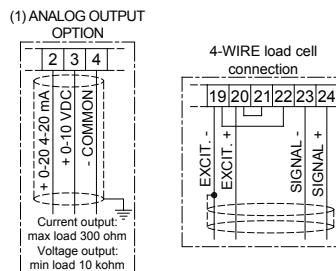 (1) ANALOG OUTPUT
OPTION
2 3 4
+ 0-20 4-20 mA
+ 0-10 VDC
- COMMON
Current output:
max load 300 ohm
Voltage output:
min load 10 kohm
4-WIRE load cell
connection
19 20 21 22 23 24
EXCIT. -
EXCIT. +
SIGNAL -
SIGNAL +